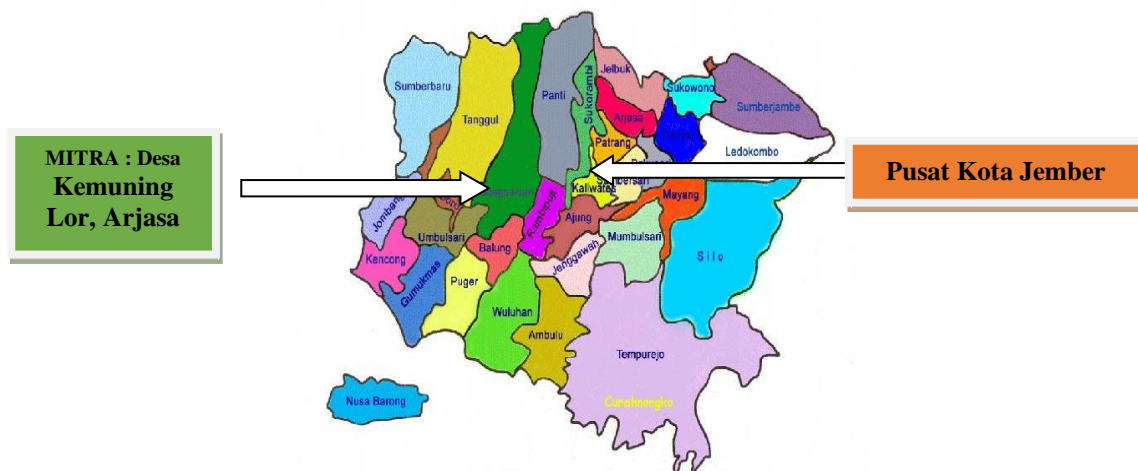 MITRA : Desa
Kemuning
Lor, Arjasa
Pusat Kota Jember
Sumberbaru
Tanggul
Panti
Sukorambi
Jelbuk
Sukowono
Sumberjambe
Arjasa
Patrang
Ledokombo
Kaliwates
Mayang
Jombang
Umbulsari
Rambipuji
Ajung
Balung
Mumbulsari
Kencong
Gumukmas
Jenggawah
Silo
Puger
Wuluhan
Ambulu
Tempurejo
Nusa Barong
Curahnongko